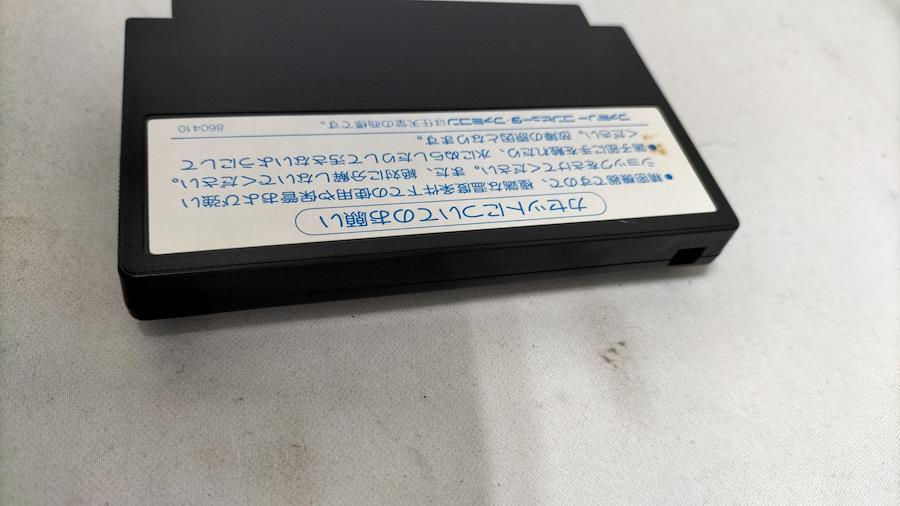 カセットについてのお願い
●精密機器ですので、極端な温度条件下での使用や保管および強い
ショックをさけてください。また、絶対に分解しないでください。
●端子部に手を触れたり、水にぬらしたりして汚さないようにして
ください。故障の原因となります。
ファミリーコンピュータ・ファミコンは任天堂の商標です。
860410